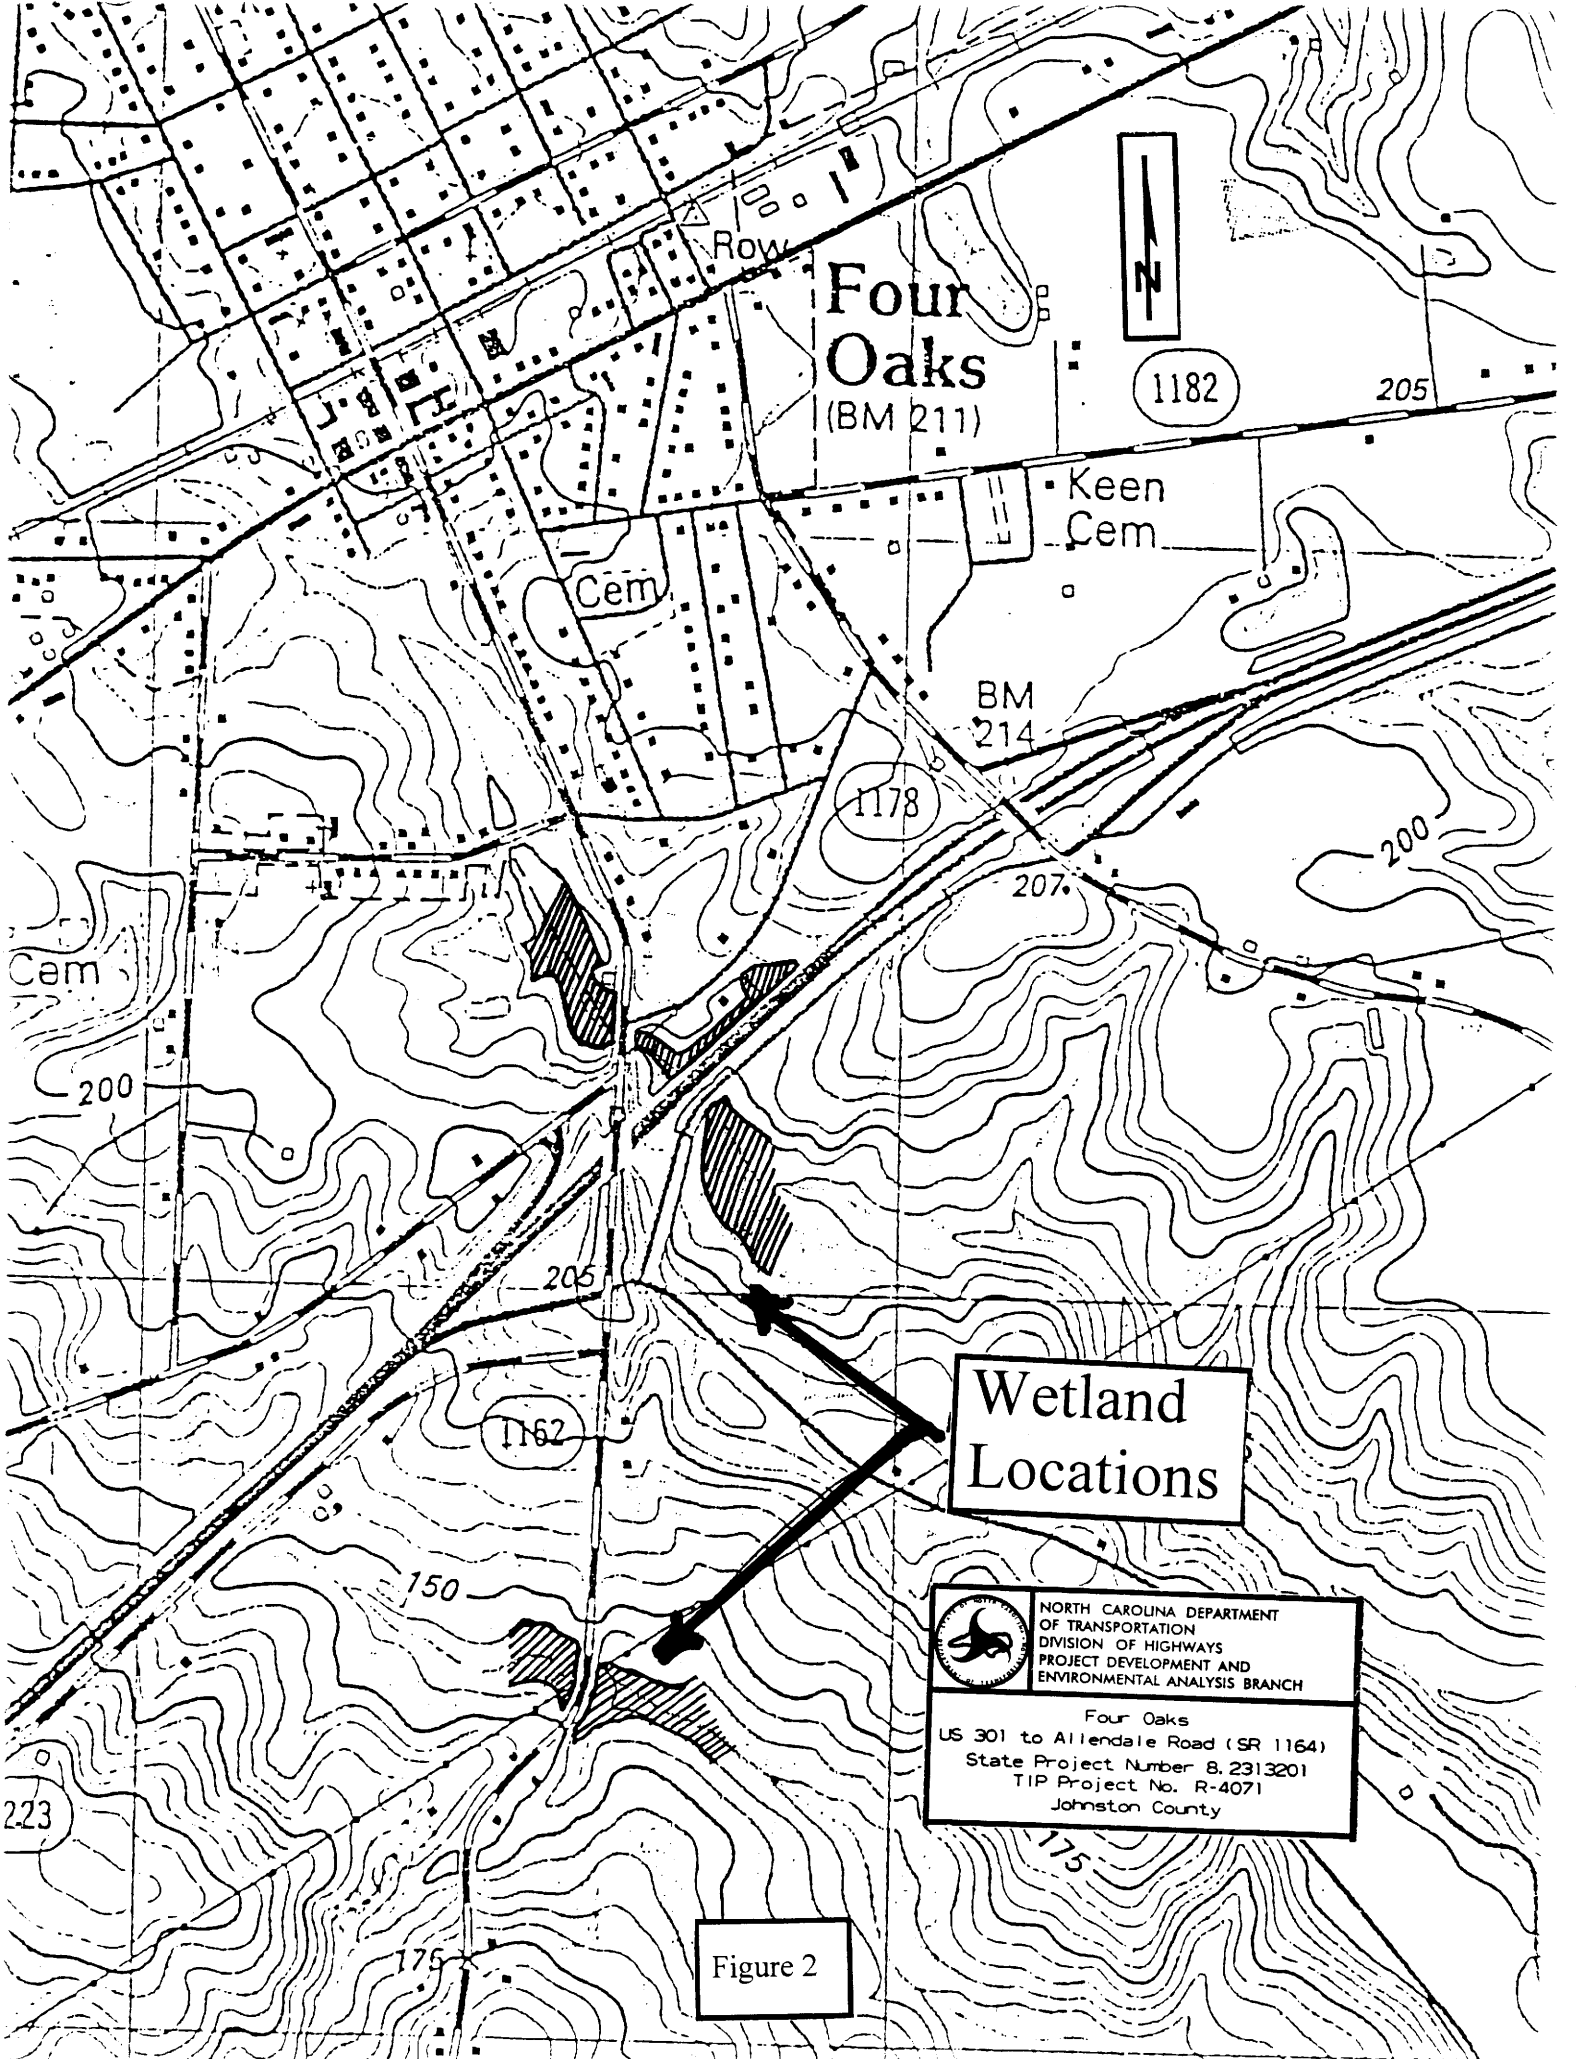 Row
Four
Oaks
(BM 211)
N
1182
205
Keen
Cem
Cem
BM
214
1178
200
207
Cem
200
205
Wetland
Locations
1162
150
NORTH CAROLINA DEPARTMENT
OF TRANSPORTATION
DIVISION OF HIGHWAYS
PROJECT DEVELOPMENT AND
ENVIRONMENTAL ANALYSIS BRANCH
Four Oaks
US 301 to Allendale Road (SR 1164)
State Project Number 8.2313201
TIP Project No. R-4071
Johnston County
223
175
175
Figure 2